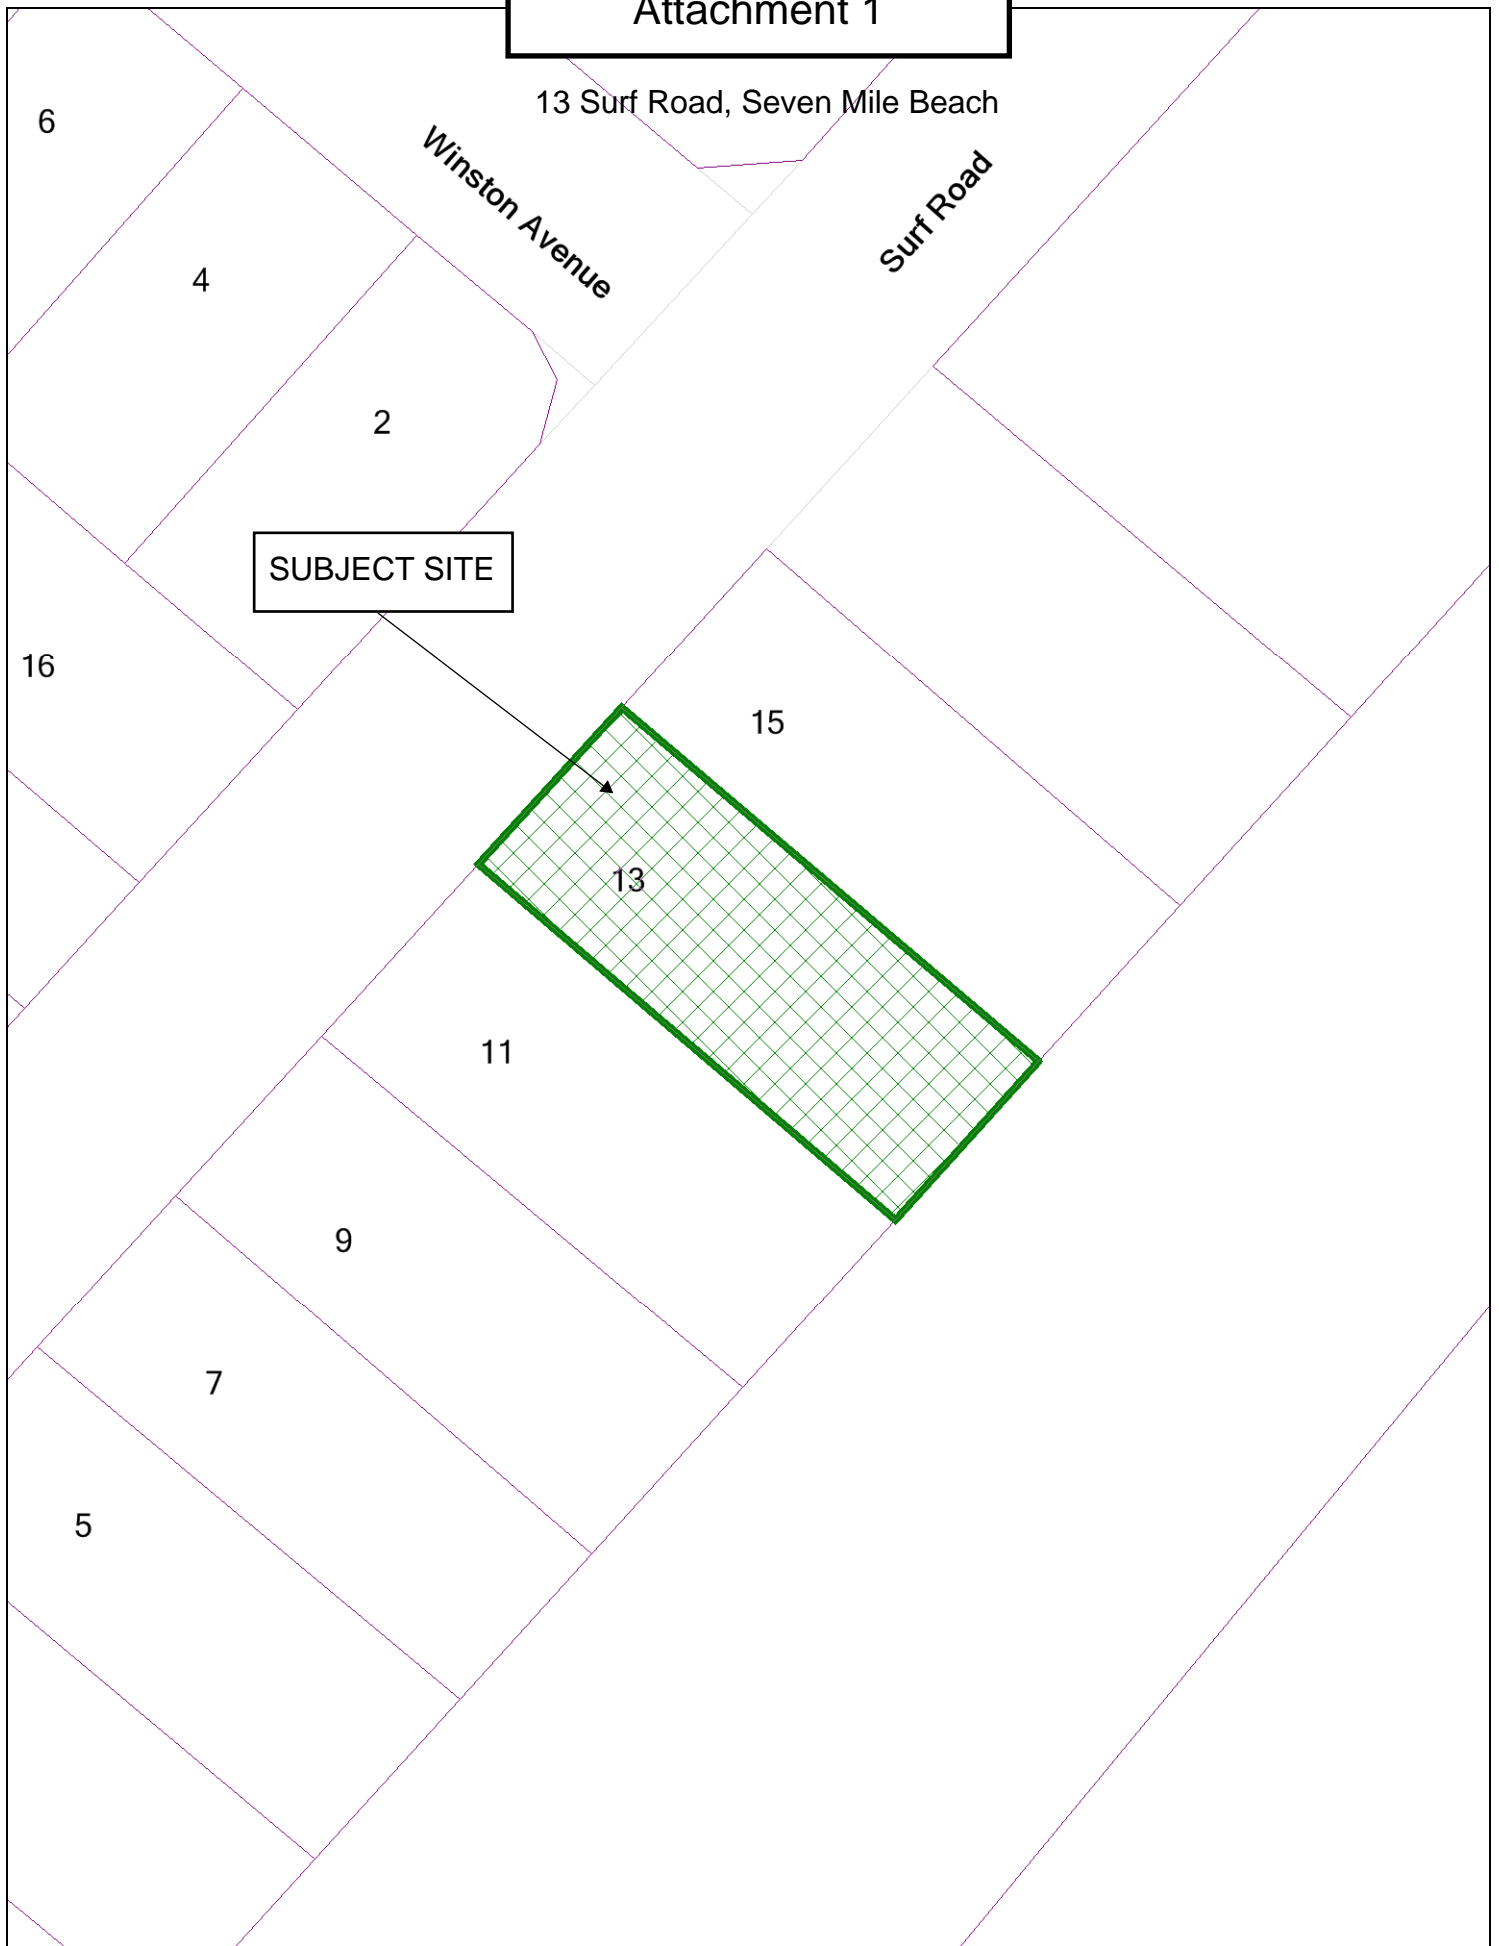 Attachment 1
13 Surf Road, Seven Mile Beach
6
Winston Avenue
Surf Road
4
2
SUBJECT SITE
16
15
13
11
9
7
5